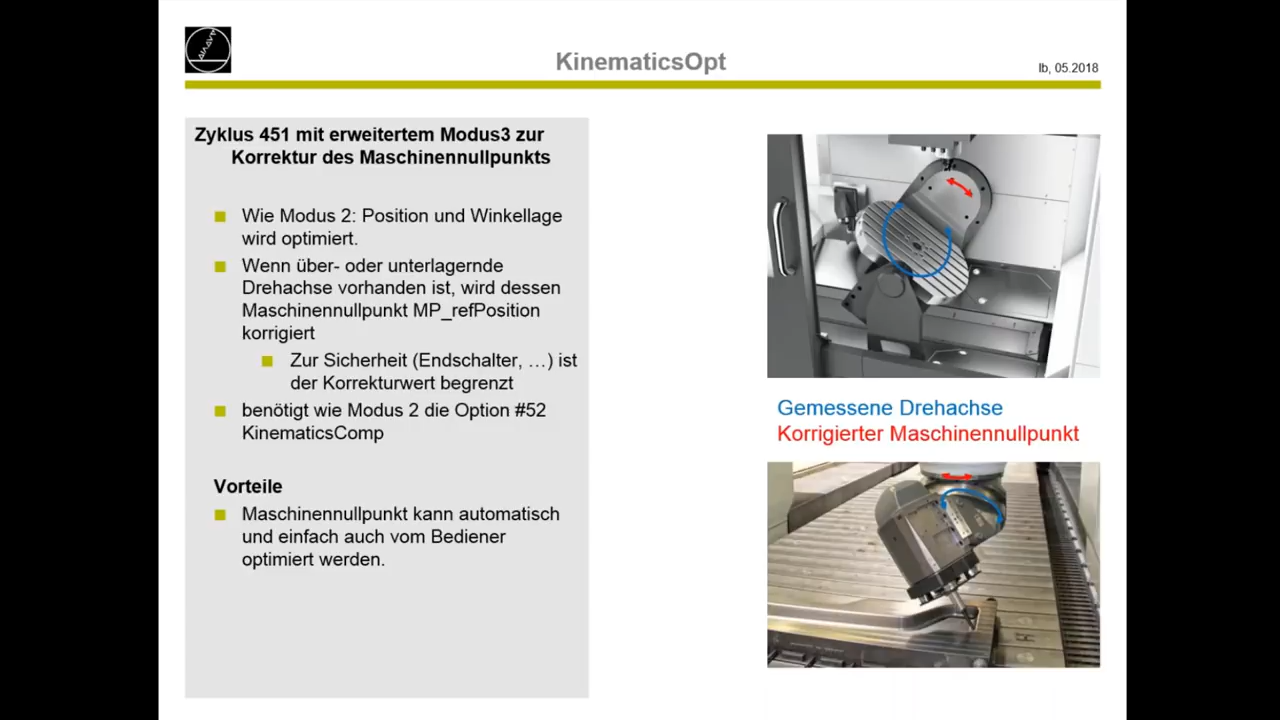 KinematicsOpt
lb, 05.2018
Zyklus 451 mit erweitertem Modus3 zur
Korrektur des Maschinennullpunkts
Wie Modus 2: Position und Winkellage
wird optimiert.
Wenn über- oder unterlagernde
Drehachse vorhanden ist, wird dessen
Maschinennullpunkt MP_refPosition
korrigiert
Zur Sicherheit (Endschalter, …) ist
der Korrekturwert begrenzt
benötigt wie Modus 2 die Option #52
KinematicsComp
Vorteile
Maschinennullpunkt kann automatisch
und einfach auch vom Bediener
optimiert werden.
Gemessene Drehachse
Korrigierter Maschinennullpunkt